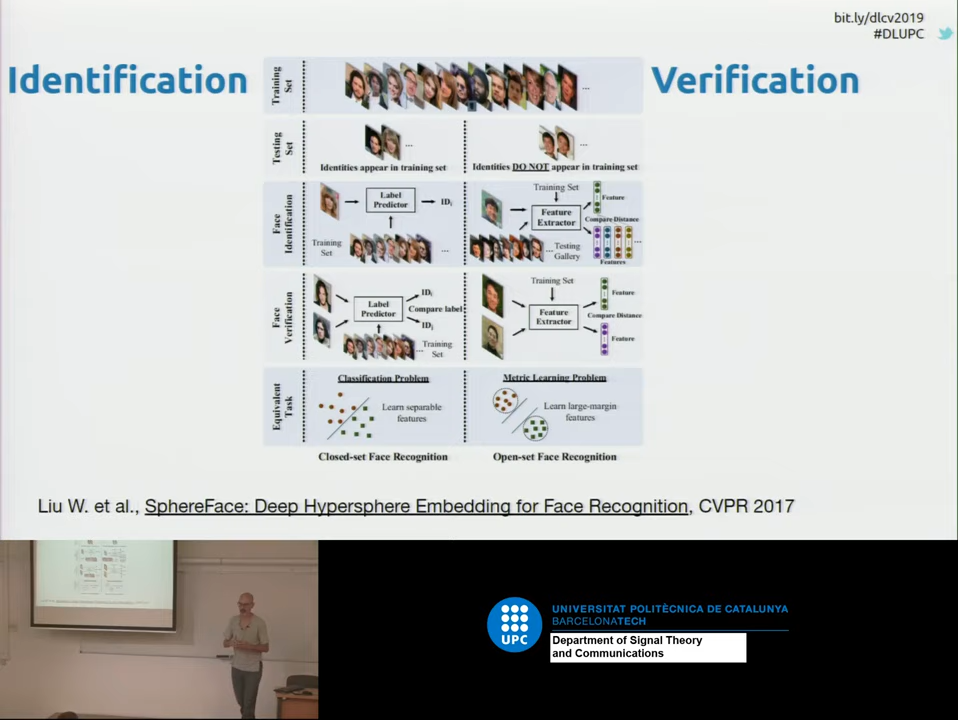 bit.ly/dlcv2019
#DLUPC
Identification
Verification
Training
Set
...
Testing
Set
...
...
Identities appear in training set
Identities DO NOT appear in training set
Face
Identification
Label
Predictor
IDi
Training
Set
...
Training Set
Feature
Extractor
Feature
Compare Distance
... Testing
Gallery
Features
...
Face
Verification
Label
Predictor
IDi
Compare label
IDj
... Training
Set
Training Set
Feature
Extractor
Feature
Compare Distance
Feature
Equivalent
Task
Classification Problem
Learn separable
features
Metric Learning Problem
Learn large-margin
features
Closed-set Face Recognition
Open-set Face Recognition
Liu W. et al., SphereFace: Deep Hypersphere Embedding for Face Recognition, CVPR 2017
UPC
UNIVERSITAT POLITÈCNICA DE CATALUNYA
BARCELONATECH
Department of Signal Theory
and Communications